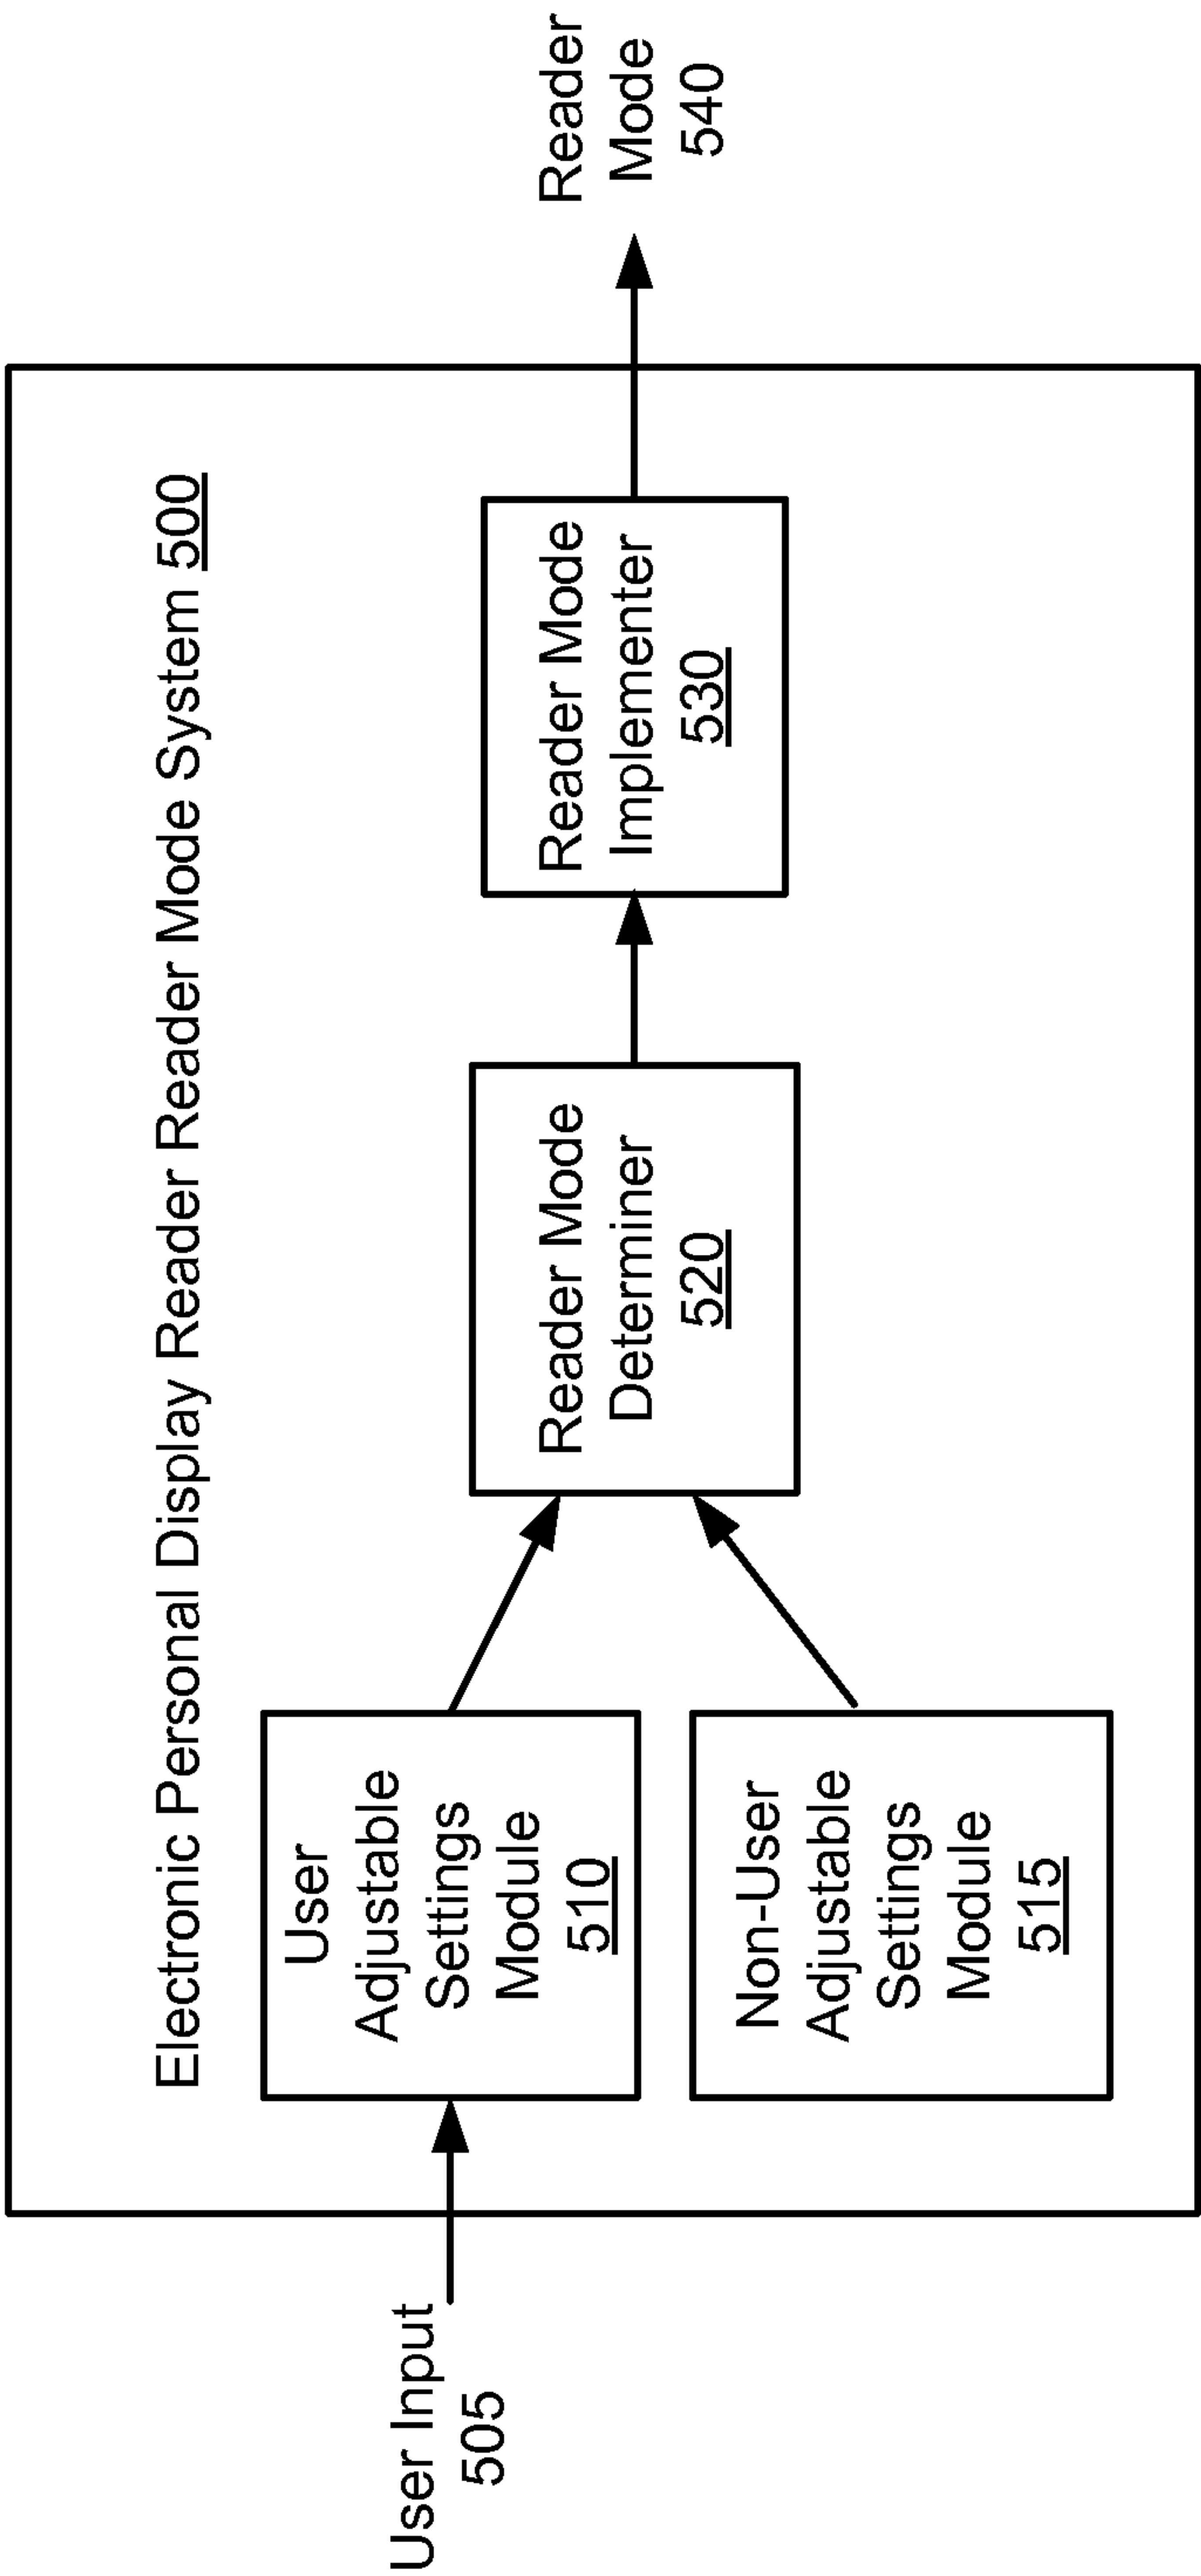 Electronic Personal Display Reader Reader Mode System 500
User Input
505
User
Adjustable
Settings
Module
510
Non-User
Adjustable
Settings
Module
515
Reader Mode
Determiner
520
Reader Mode
Implementer
530
Reader
Mode
540